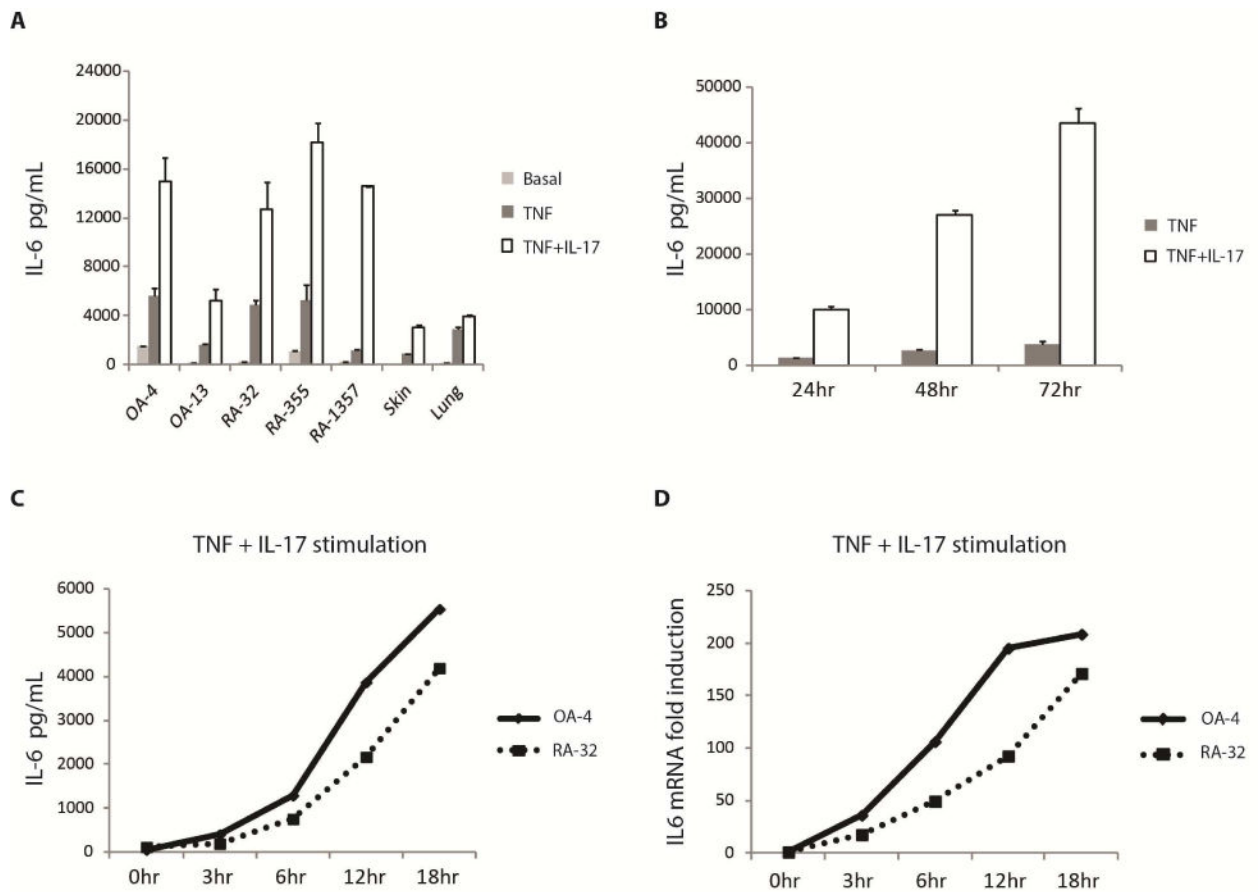 A
IL-6 pg/mL
24000
20000
16000
12000
8000
4000
0
OA-4
OA-13
RA-32
RA-355
RA-1357
Skin
Lung
Basal
TNF
TNF+IL-17
B
IL-6 pg/mL
50000
40000
30000
20000
10000
0
24hr
48hr
72hr
TNF
TNF+IL-17
C
TNF + IL-17 stimulation
IL-6 pg/mL
6000
5000
4000
3000
2000
1000
0
0hr
3hr
6hr
12hr
18hr
OA-4
RA-32
D
TNF + IL-17 stimulation
IL6 mRNA fold induction
250
200
150
100
50
0
0hr
3hr
6hr
12hr
18hr
OA-4
RA-32